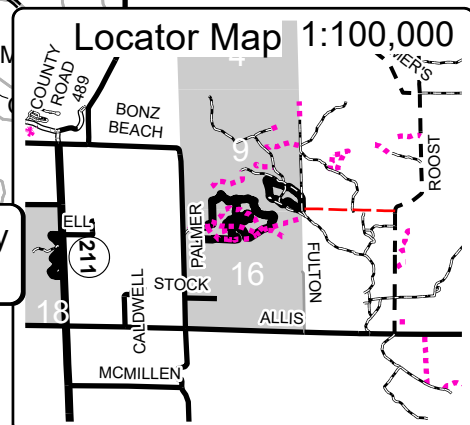 Locator Map 1:100,000
COUNTY
ROAD
489
BONZ
BEACH
4
9
ROOST
ELL
211
PALMER
16
FULTON
18
CALDWELL
STOCK
ALLIS
MCMILLEN
y